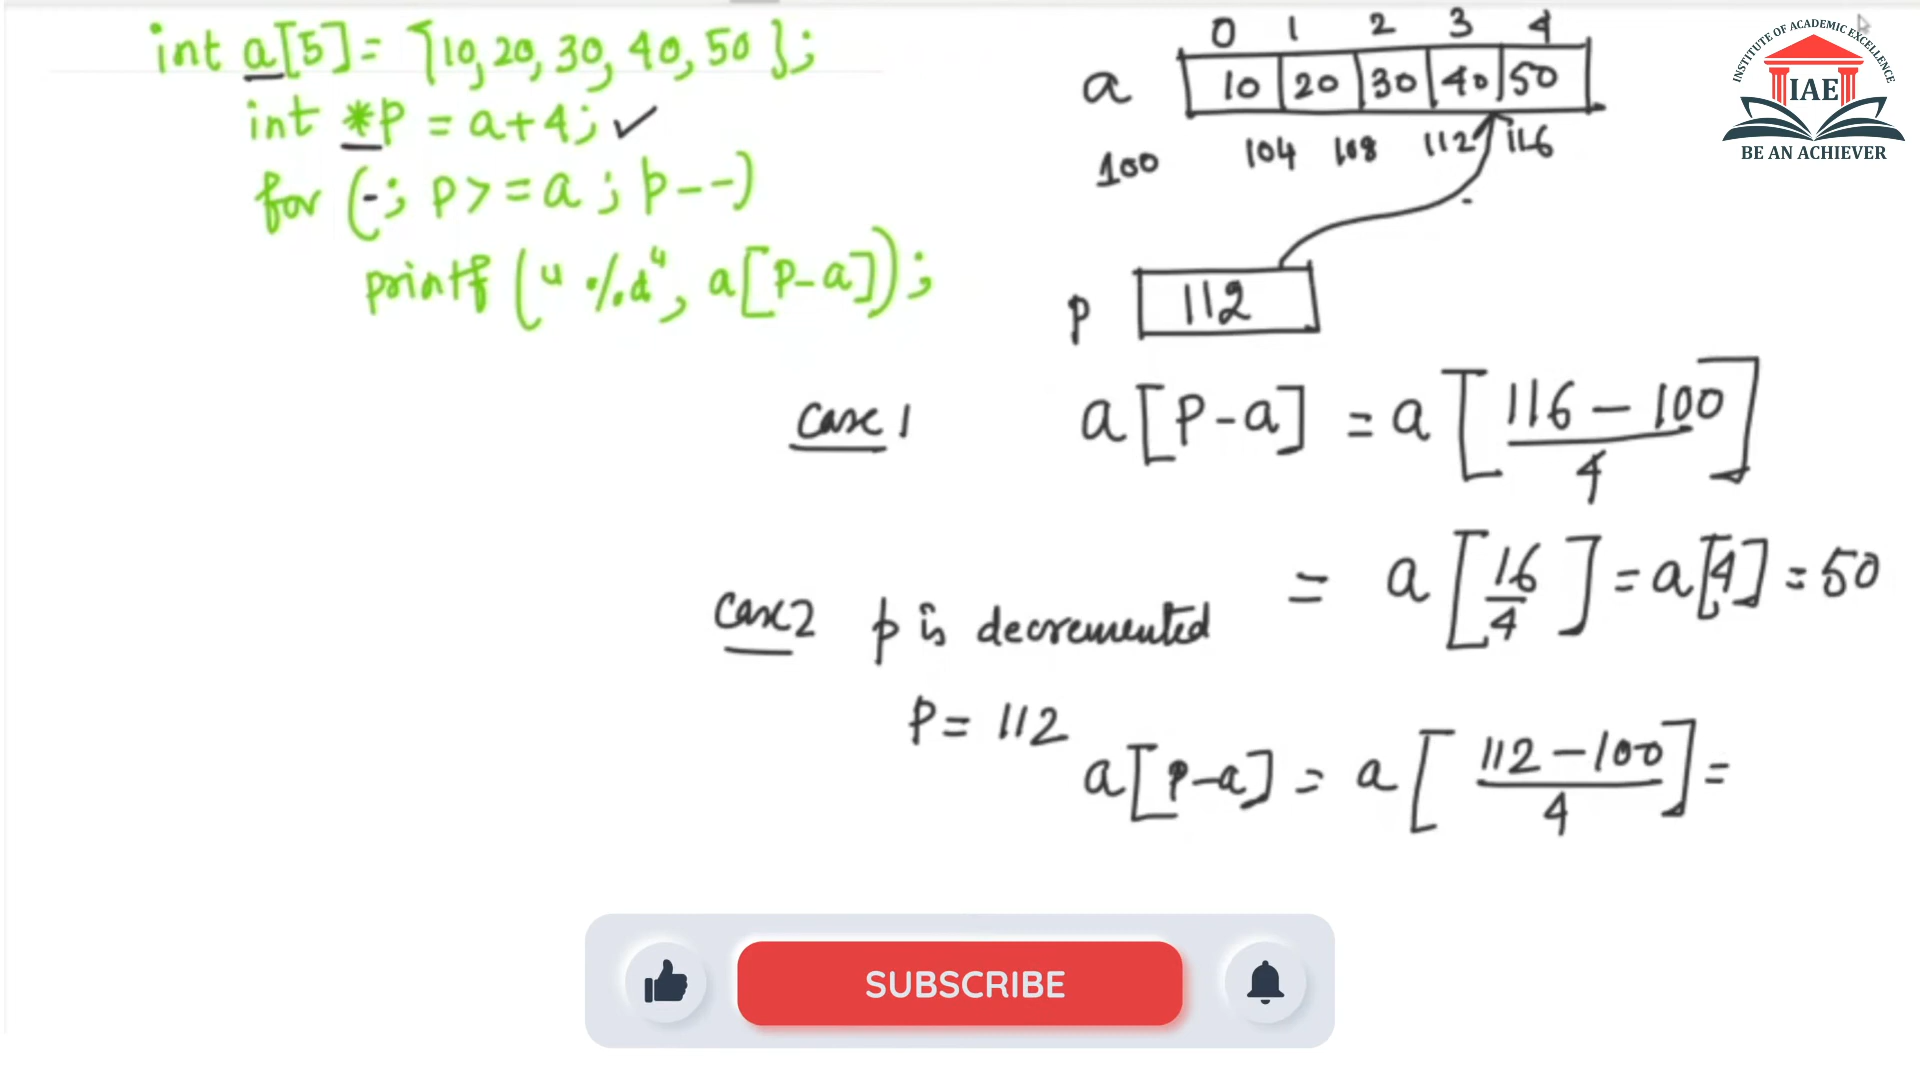 int a[5] = {10, 20, 30, 40, 50};
int *p = a+4; ✓
for (-; p >= a; p--)
printf ("%d", a[p-a]);
0 1 2 3 4
a 10 20 30 40 50
100 104 108 112 116
p 112
INSTITUTE OF ACADEMIC EXCELLENCE
IAE
BE AN ACHIEVER
Case 1 a[P-a] = a[116-100/4]
= a[16/4] = a[4] = 50
Case 2 p is decremented
P = 112
a[p-a] = a[112-100/4] =
SUBSCRIBE